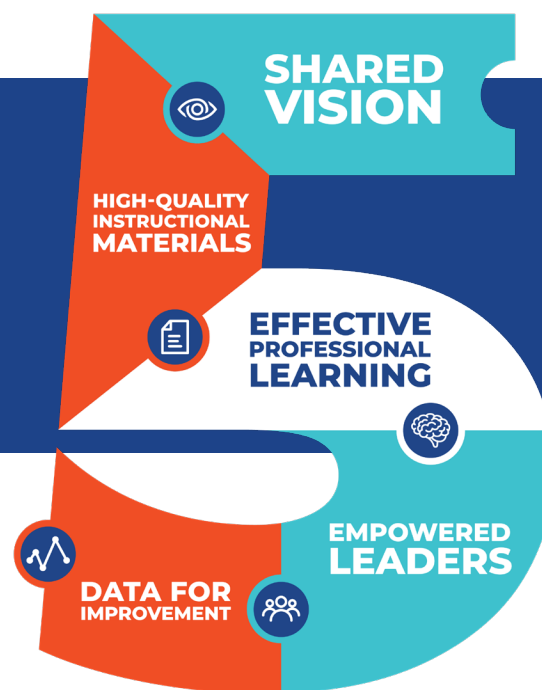 SHARED
VISION
HIGH-QUALITY
INSTRUCTIONAL
MATERIALS
EFFECTIVE
PROFESSIONAL
LEARNING
EMPOWERED
LEADERS
DATA FOR
IMPROVEMENT